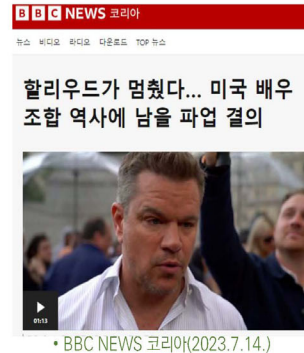 BBC NEWS 코리아
뉴스 비디오 라디오 다운로드 TOP 뉴스
할리우드가 멈췄다... 미국 배우
조합 역사에 남을 파업 결의
01:13
• BBC NEWS 코리아(2023.7.14.)